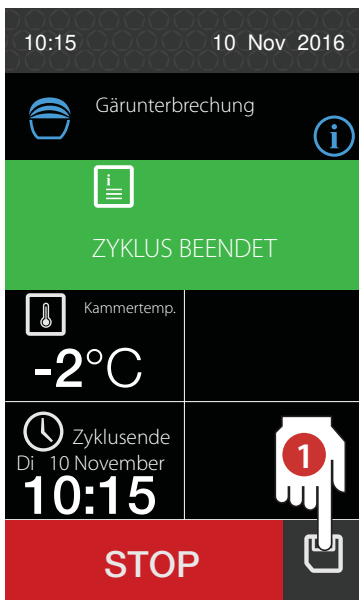 10:15 10 Nov 2016
Gärunterbrechung
i
i
ZYKLUS BEENDET
Kammertemp.
-2°C
Zyklusende
Di 10 November
10:15
1
STOP